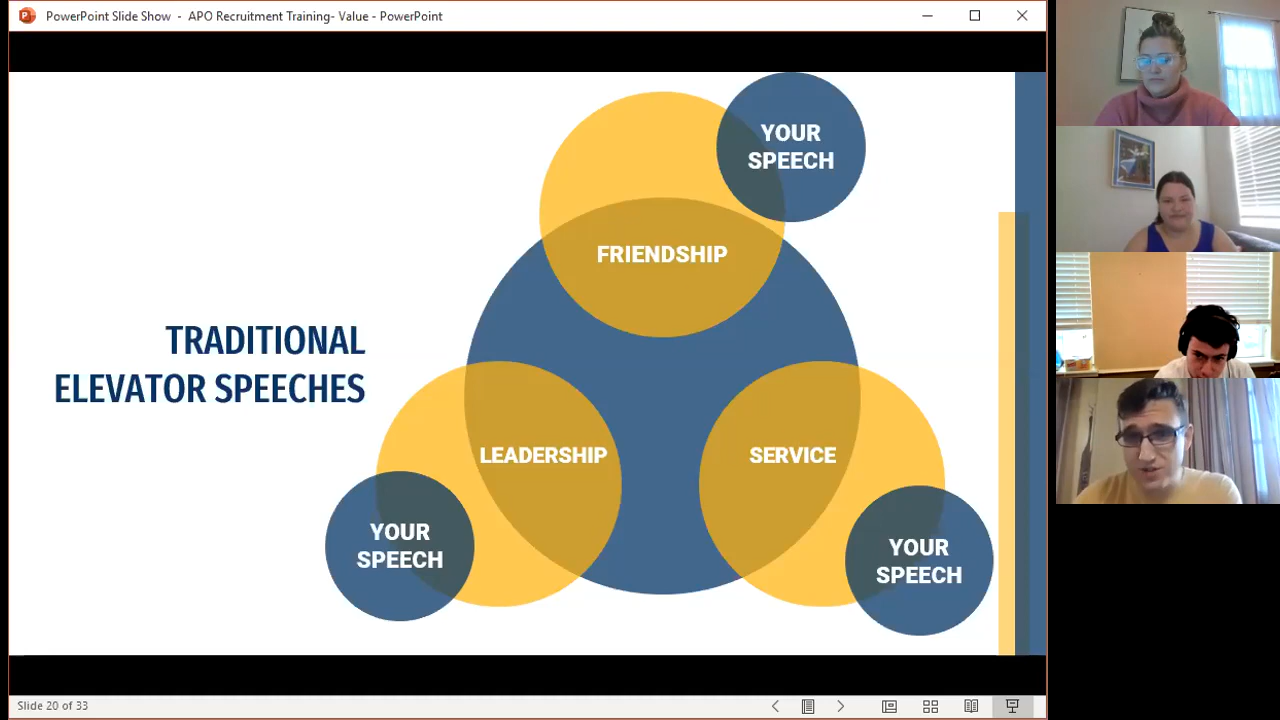 PowerPoint Slide Show - APO Recruitment Training- Value - PowerPoint
YOUR
SPEECH
FRIENDSHIP
TRADITIONAL
ELEVATOR SPEECHES
LEADERSHIP
SERVICE
YOUR
SPEECH
YOUR
SPEECH
Slide 20 of 33